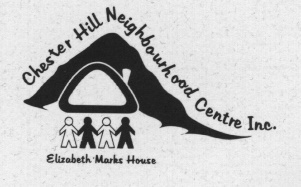 Chester Hill Neighbourhood Centre Inc.
Elizabeth Marks House